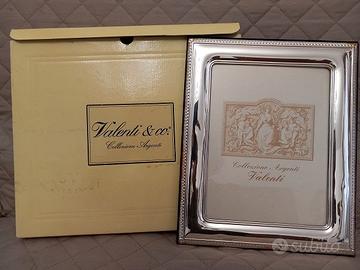 Valenti & co.
Collezione Argenti
Collezione Argenti
Valenti
subito